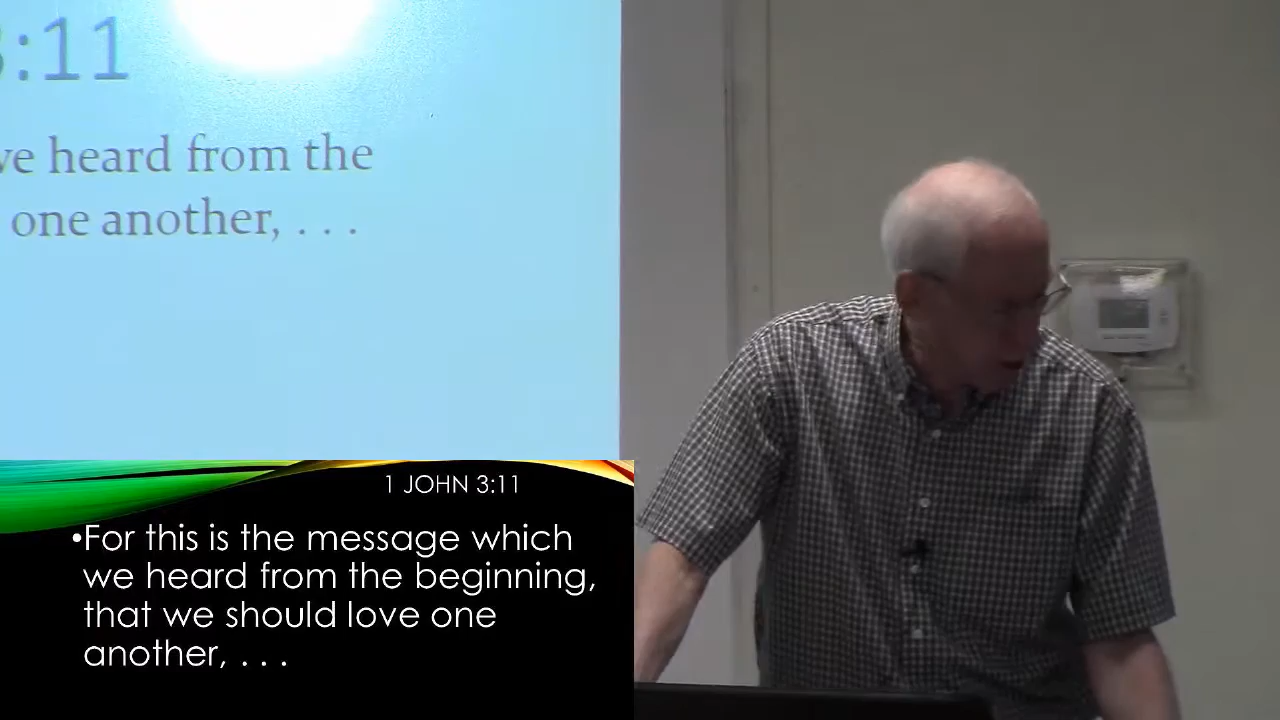 :11
we heard from the
one another, . . .
1 JOHN 3:11
•For this is the message which
we heard from the beginning,
that we should love one
another, . . .